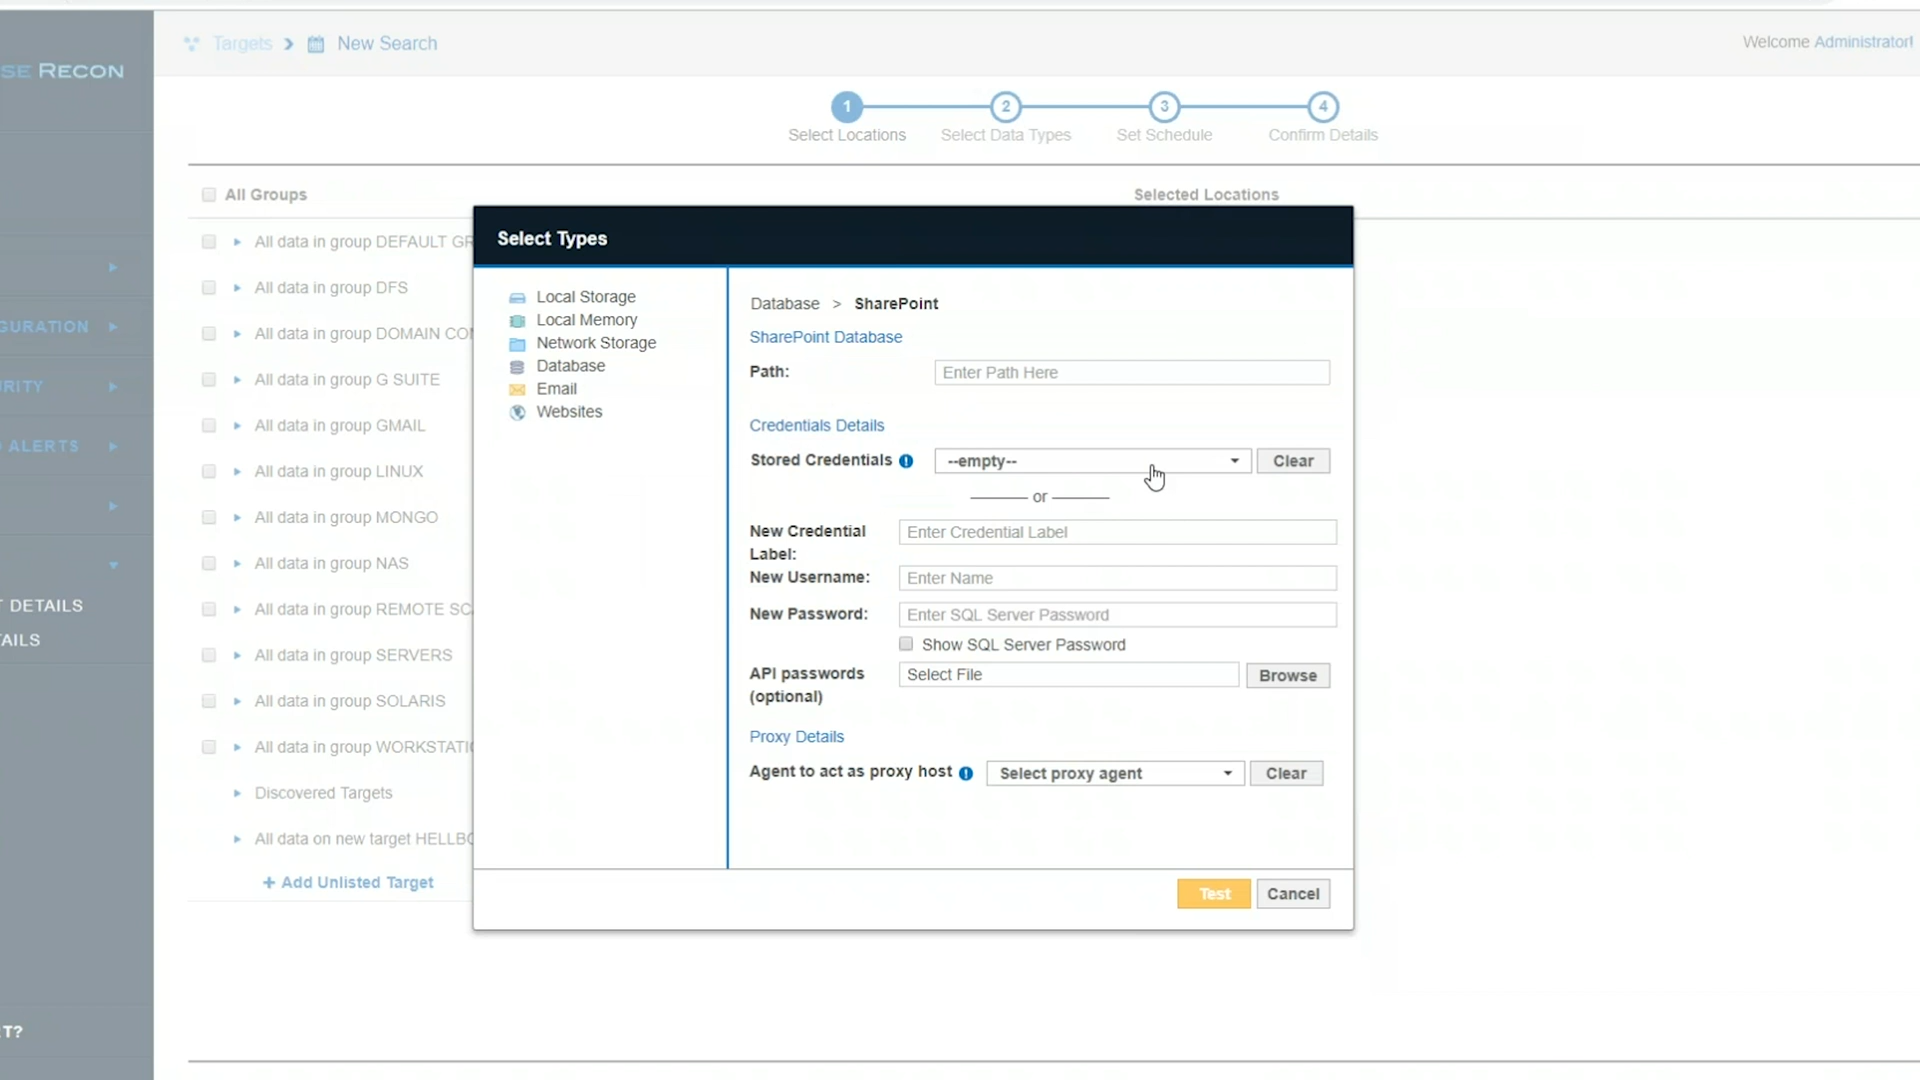 Targets > New Search
Welcome Administrator!
SE RECON
1 2 3 4
Select Locations Select Data Types Set Schedule Confirm Details
All Groups
Selected Locations
All data in group DEFAULT GR
All data in group DFS
All data in group DOMAIN CO
All data in group G SUITE
All data in group GMAIL
All data in group LINUX
All data in group MONGO
All data in group NAS
All data in group REMOTE SC
All data in group SERVERS
All data in group SOLARIS
All data in group WORKSTATI
Discovered Targets
All data on new target HELLB
+ Add Unlisted Target
GURATION
RITY
ALERTS
T DETAILS
AILS
RT?
Select Types
Local Storage
Local Memory
Network Storage
Database
Email
Websites
Database > SharePoint
SharePoint Database
Path: Enter Path Here
Credentials Details
Stored Credentials --empty-- Clear
or
New Credential Label: Enter Credential Label
New Username: Enter Name
New Password: Enter SQL Server Password
Show SQL Server Password
API passwords (optional) Select File Browse
Proxy Details
Agent to act as proxy host Select proxy agent Clear
Test Cancel